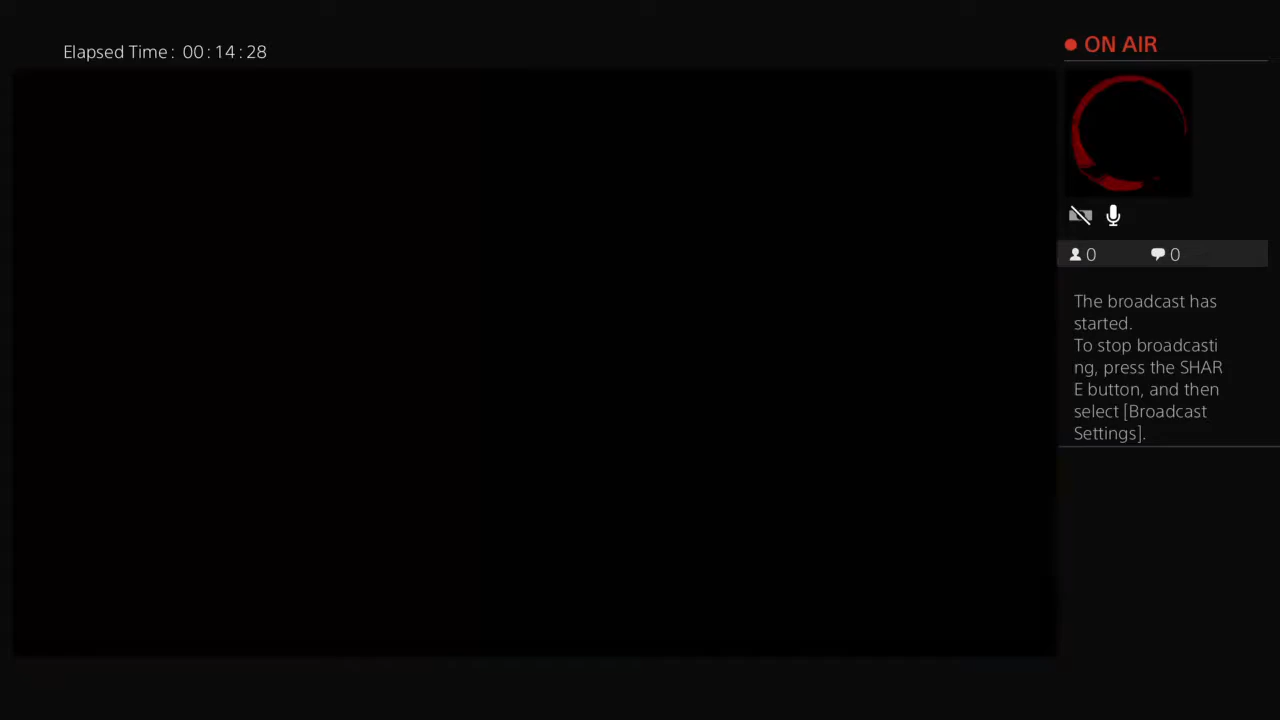 Elapsed Time: 00:14:28
ON AIR
0
0
The broadcast has
started.
To stop broadcasti
ng, press the SHAR
E button, and then
select [Broadcast
Settings].